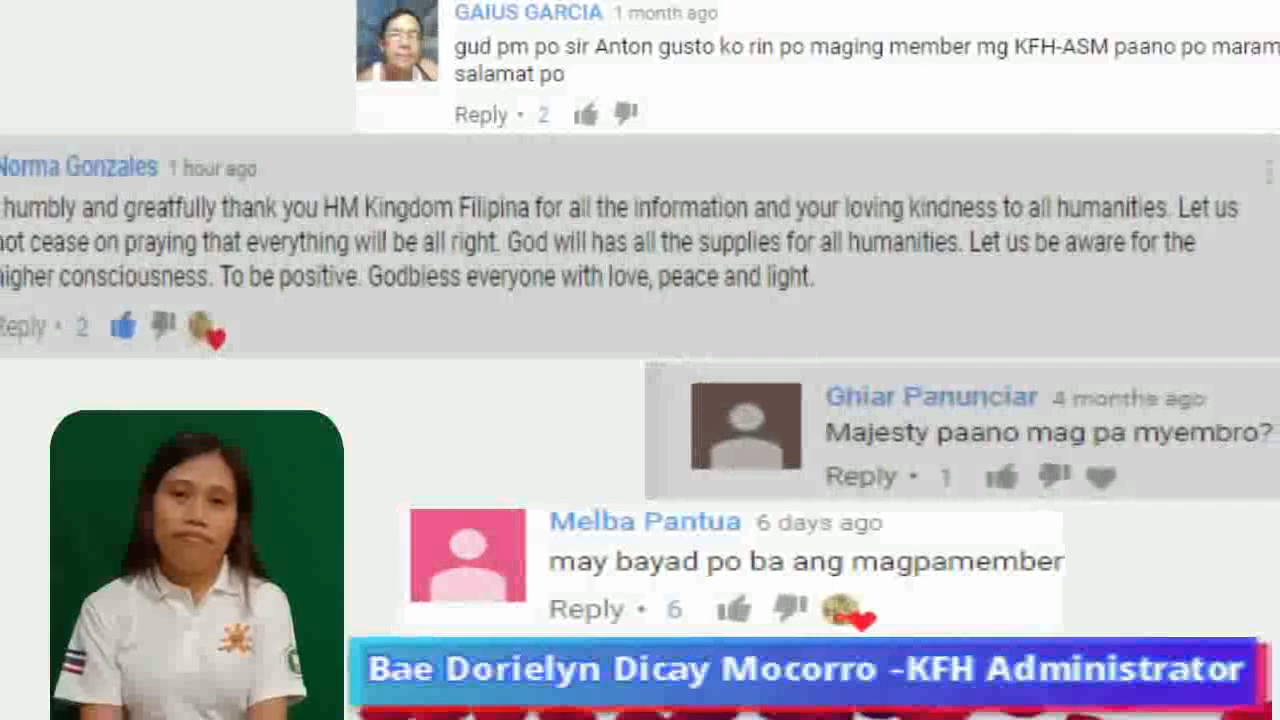 GAIUS GARCIA 1 month ago
gud pm po sir Anton gusto ko rin po maging member mg KFH-ASM paano po maram
salamat po
Reply • 2
Norma Gonzales 1 hour ago
humbly and greatfully thank you HM Kingdom Filipina for all the information and your loving kindness to all humanities. Let us
not cease on praying that everything will be all right. God will has all the supplies for all humanities. Let us be aware for the
higher consciousness. To be positive. Godbless everyone with love, peace and light.
Reply • 2
Ghiar Panunciar 4 months ago
Majesty paano mag pa myembro?
Reply • 1
Melba Pantua 6 days ago
may bayad po ba ang magpamember
Reply • 6
Bae Dorielyn Dicay Mocorro -KFH Administrator